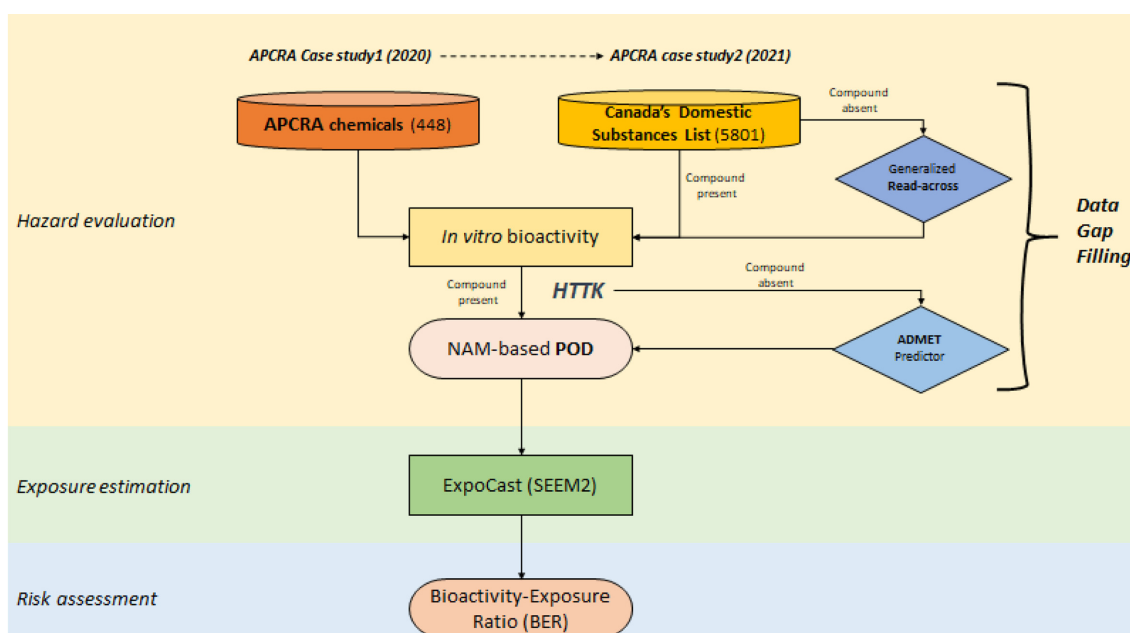 APCRA Case study1 (2020)
APCRA case study2 (2021)
APCRA chemicals (448)
Canada's Domestic
Substances List (5801)
Compound
absent
Generalized
Read-across
Compound
present
Hazard evaluation
In vitro bioactivity
Data
Gap
Filling
Compound
present
HTTK
Compound
absent
NAM-based POD
ADMET
Predictor
Exposure estimation
ExpoCast (SEEM2)
Risk assessment
Bioactivity-Exposure
Ratio (BER)